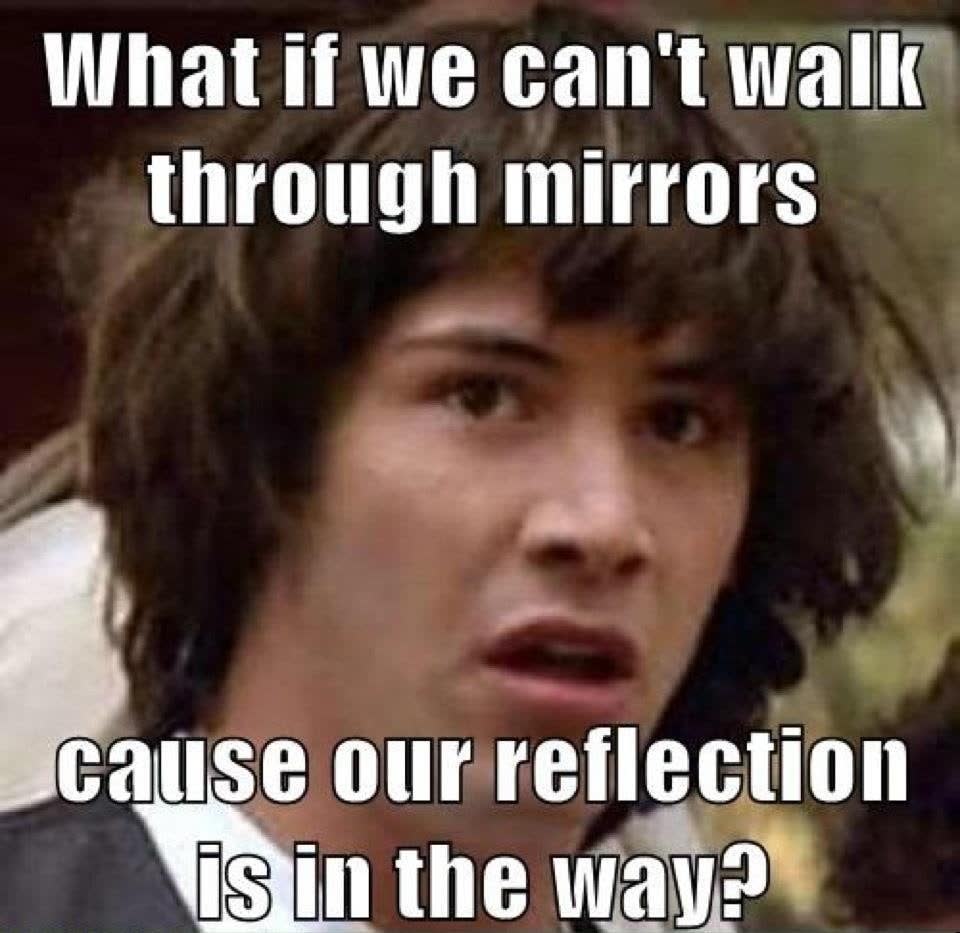 What if we can't walk
through mirrors
cause our reflection
is in the way?